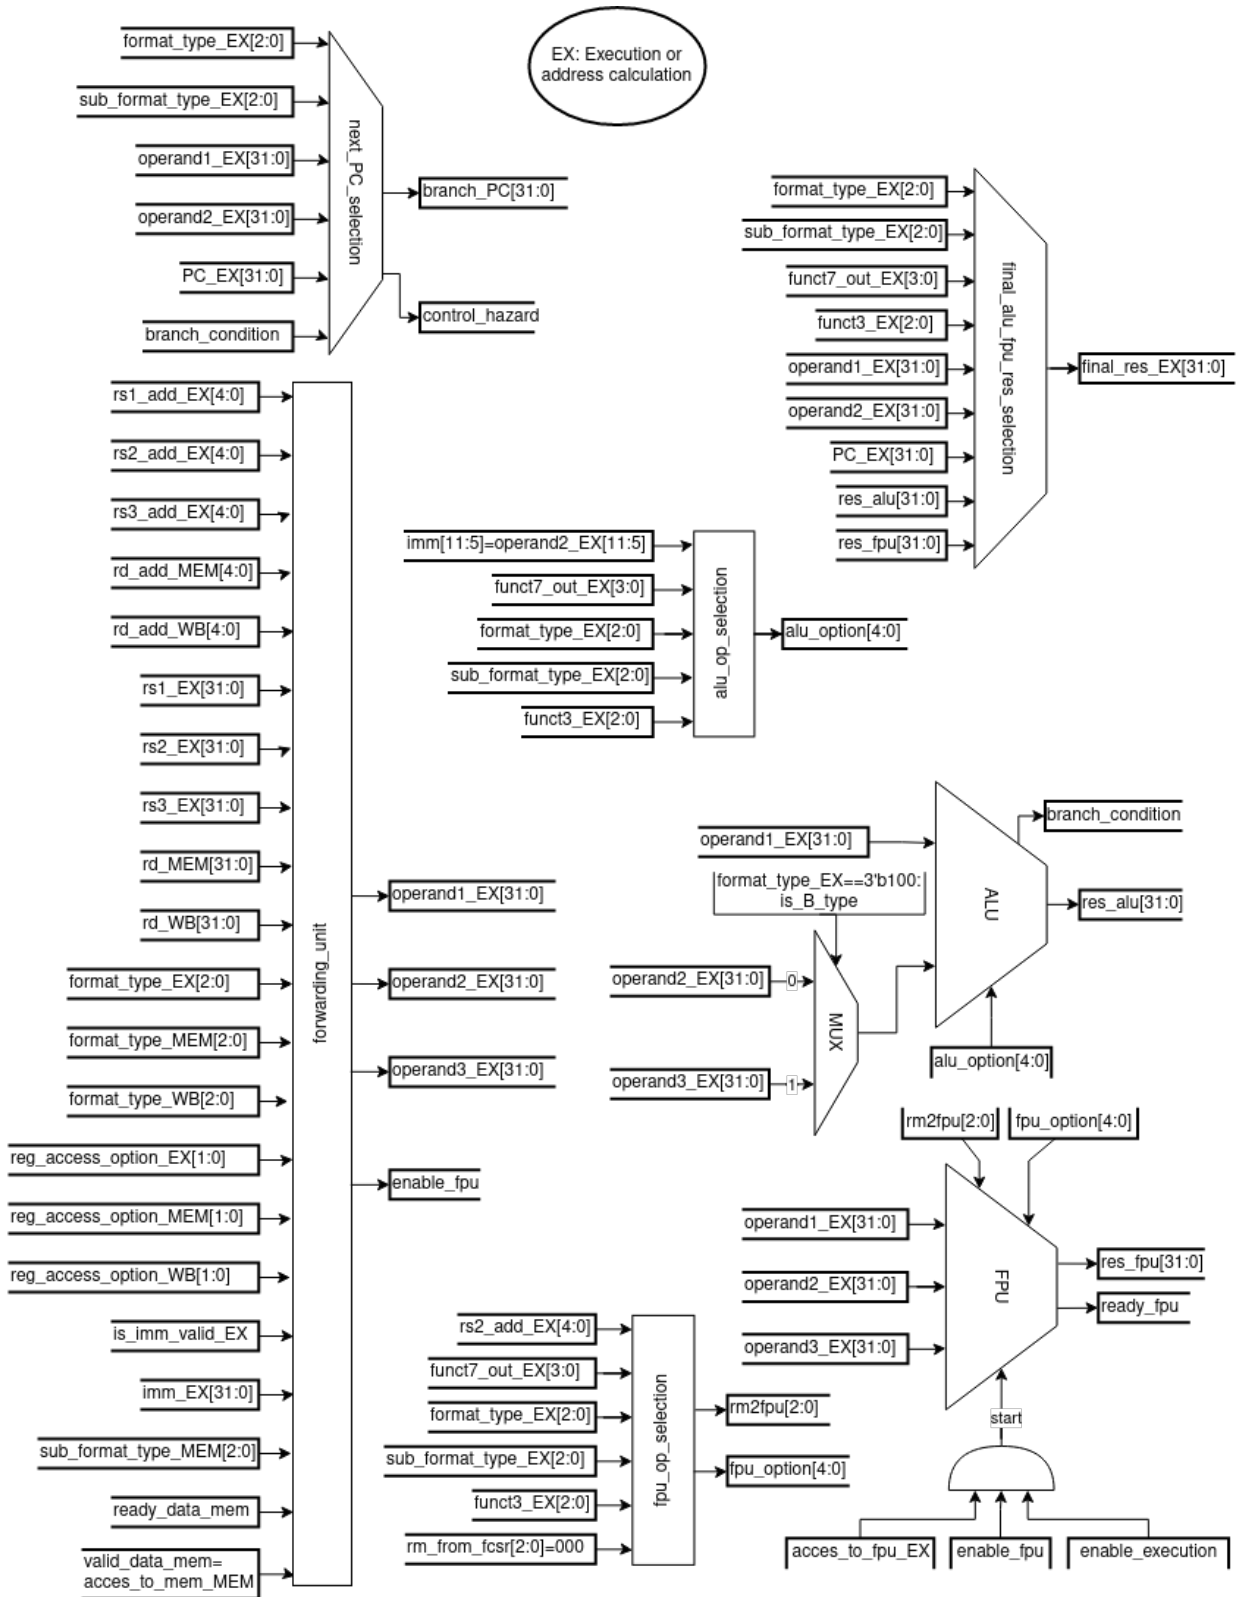 EX: Execution or
address calculation
format_type_EX[2:0]
sub_format_type_EX[2:0]
operand1_EX[31:0]
operand2_EX[31:0]
PC_EX[31:0]
branch_condition
next_PC_selection
branch_PC[31:0]
control_hazard
format_type_EX[2:0]
sub_format_type_EX[2:0]
funct7_out_EX[3:0]
funct3_EX[2:0]
operand1_EX[31:0]
operand2_EX[31:0]
PC_EX[31:0]
res_alu[31:0]
res_fpu[31:0]
final_alu_fpu_res_selection
final_res_EX[31:0]
rs1_add_EX[4:0]
rs2_add_EX[4:0]
rs3_add_EX[4:0]
rd_add_MEM[4:0]
rd_add_WB[4:0]
rs1_EX[31:0]
rs2_EX[31:0]
rs3_EX[31:0]
rd_MEM[31:0]
rd_WB[31:0]
format_type_EX[2:0]
format_type_MEM[2:0]
format_type_WB[2:0]
reg_access_option_EX[1:0]
reg_access_option_MEM[1:0]
reg_access_option_WB[1:0]
is_imm_valid_EX
imm_EX[31:0]
sub_format_type_MEM[2:0]
ready_data_mem
valid_data_mem=
acces_to_mem_MEM
forwarding_unit
operand1_EX[31:0]
operand2_EX[31:0]
operand3_EX[31:0]
enable_fpu
imm[11:5]=operand2_EX[11:5]
funct7_out_EX[3:0]
format_type_EX[2:0]
sub_format_type_EX[2:0]
funct3_EX[2:0]
alu_op_selection
alu_option[4:0]
operand1_EX[31:0]
format_type_EX==3'b100:
is_B_type
operand2_EX[31:0]
0
operand3_EX[31:0]
1
MUX
ALU
branch_condition
res_alu[31:0]
alu_option[4:0]
rm2fpu[2:0]
fpu_option[4:0]
operand1_EX[31:0]
operand2_EX[31:0]
operand3_EX[31:0]
FPU
res_fpu[31:0]
ready_fpu
start
acces_to_fpu_EX
enable_fpu
enable_execution
rs2_add_EX[4:0]
funct7_out_EX[3:0]
format_type_EX[2:0]
sub_format_type_EX[2:0]
funct3_EX[2:0]
rm_from_fcsr[2:0]=000
fpu_op_selection
rm2fpu[2:0]
fpu_option[4:0]